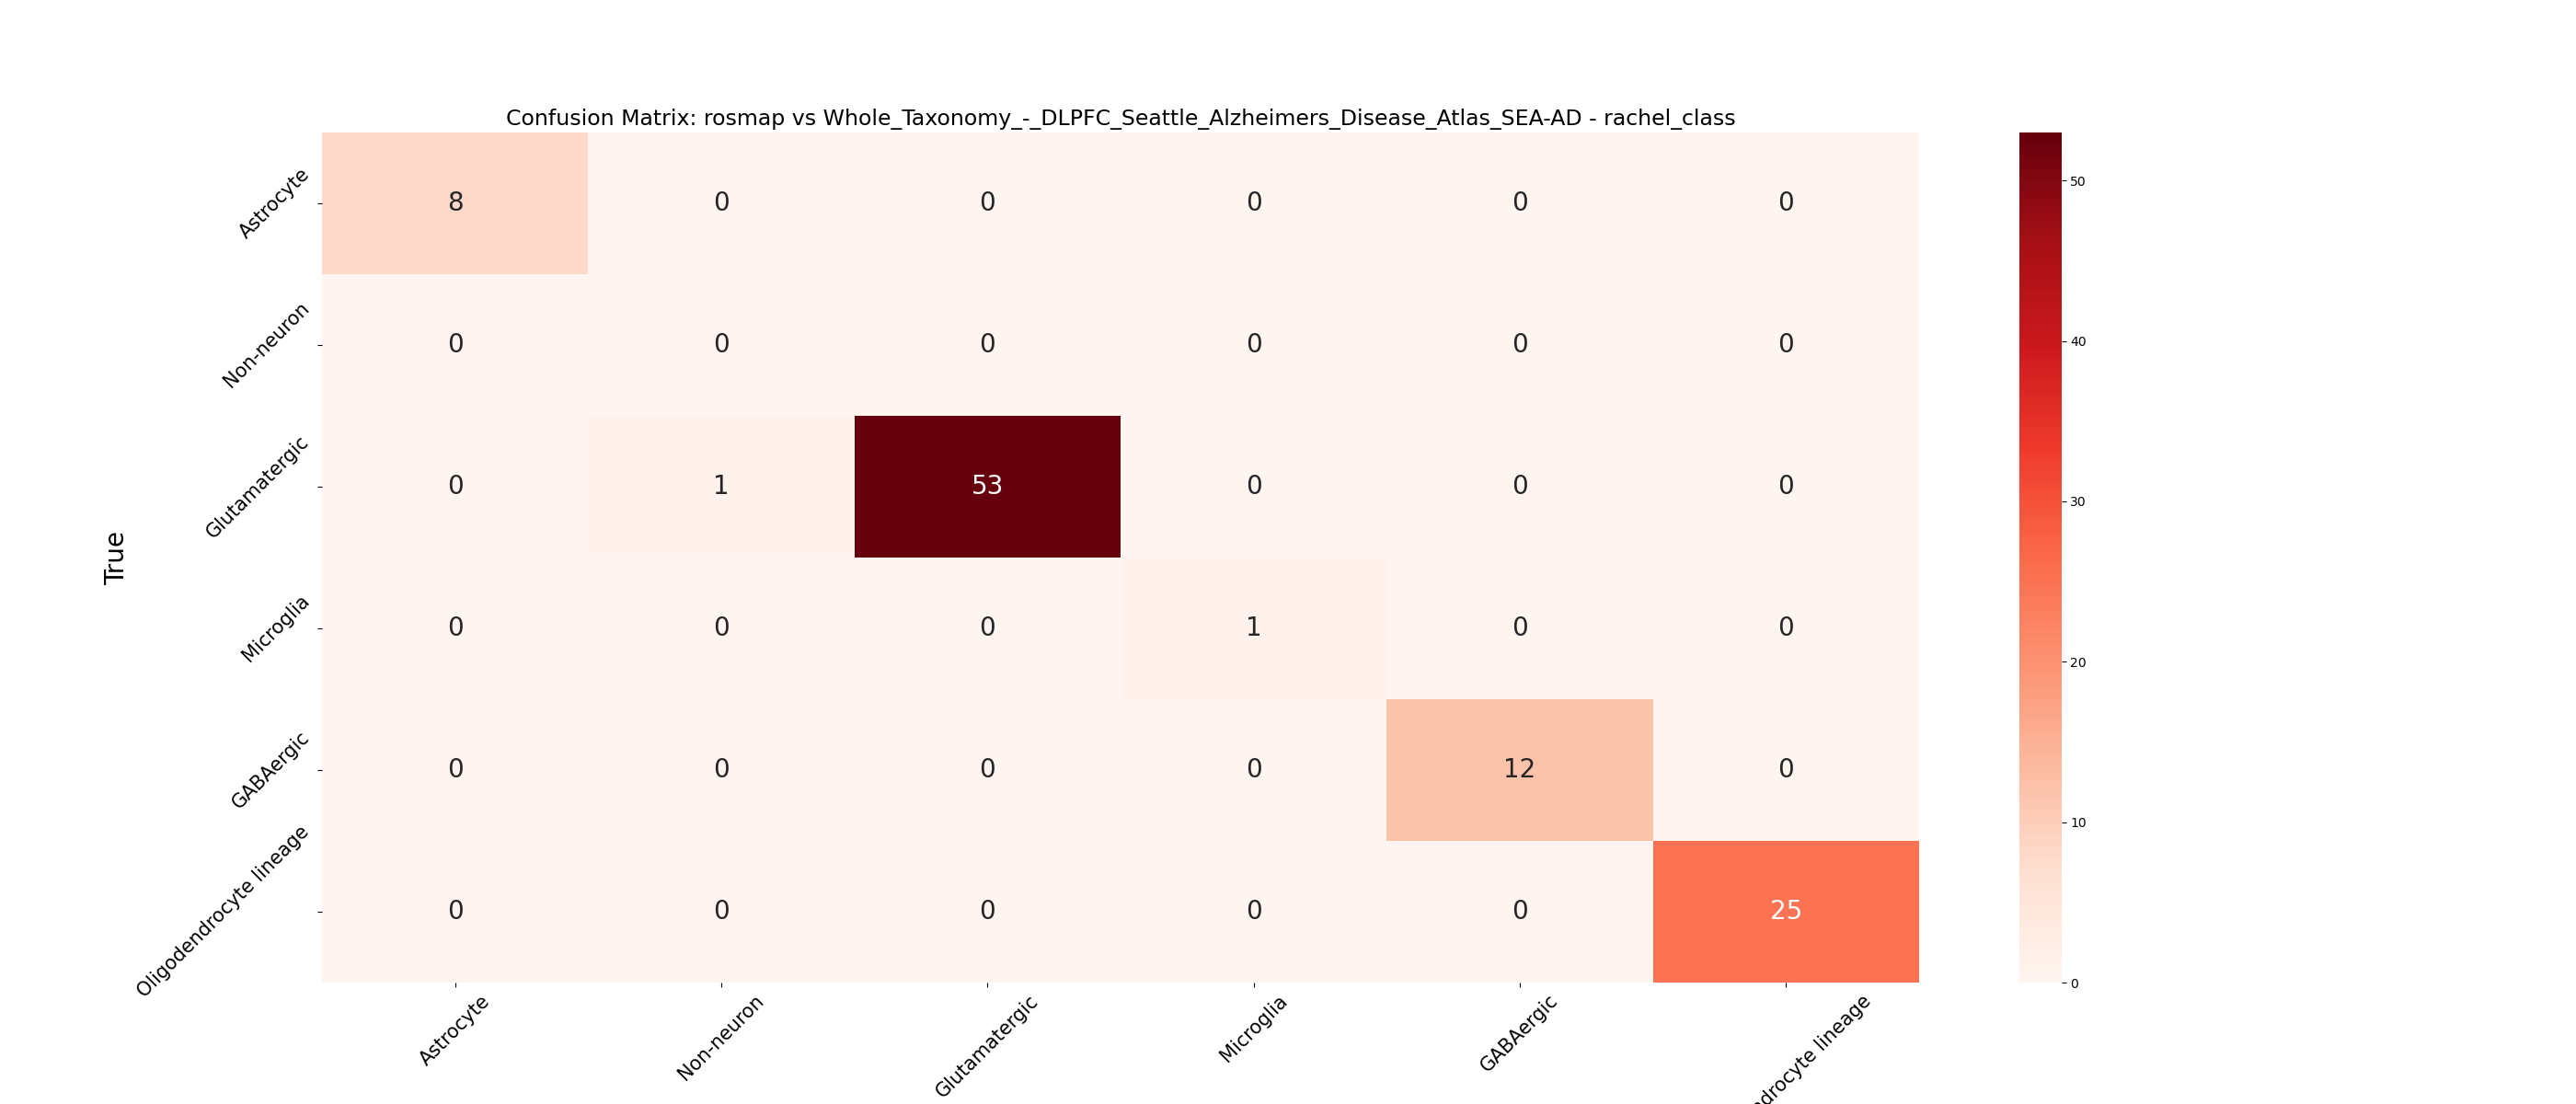 Confusion Matrix: rosmap vs Whole_Taxonomy_-_DLPFC_Seattle_Alzheimers_Disease_Atlas_SEA-AD - rachel_class
True
Astrocyte
8 0 0 0 0 0
Non-neuron
0 0 0 0 0 0
Glutamatergic
0 1 53 0 0 0
Microglia
0 0 0 1 0 0
GABAergic
0 0 0 0 12 0
Oligodendrocyte lineage
0 0 0 0 0 25
Astrocyte
Non-neuron
Glutamatergic
Microglia
GABAergic
lineage
50
40
30
20
10
0